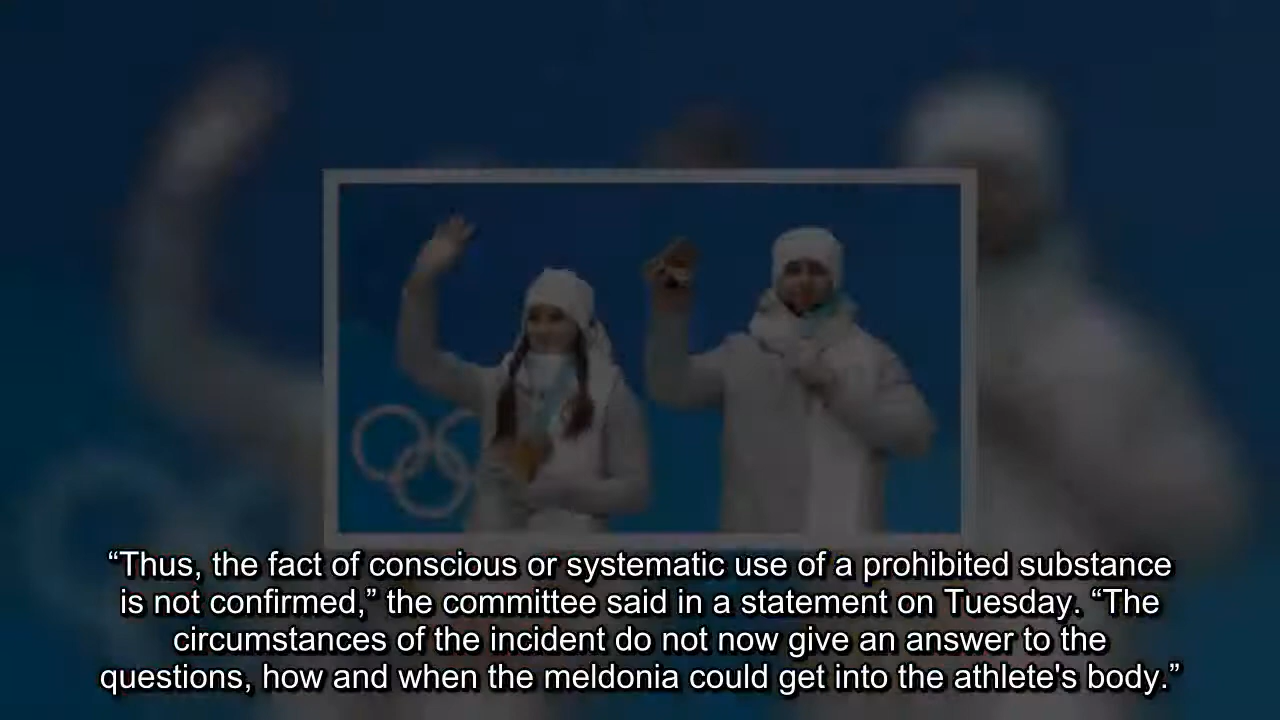 “Thus, the fact of conscious or systematic use of a prohibited substance
is not confirmed,” the committee said in a statement on Tuesday. “The
circumstances of the incident do not now give an answer to the
questions, how and when the meldonia could get into the athlete's body.”